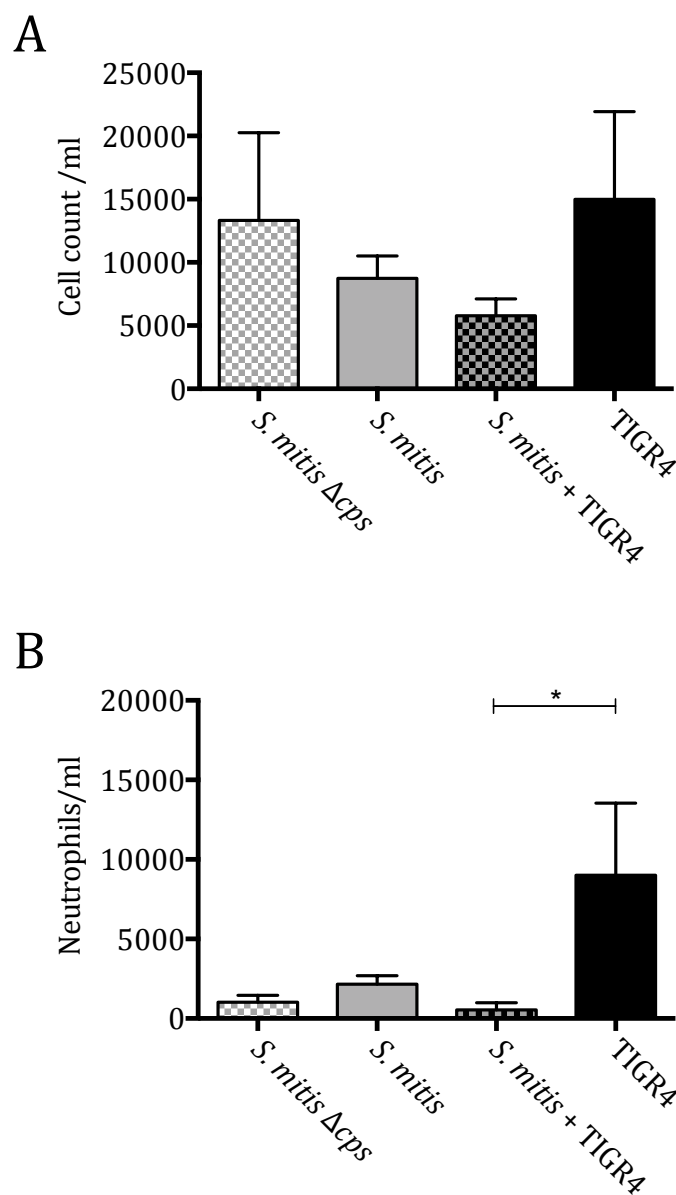 A
25000
20000
15000
10000
5000
0
Cell count /ml
S. mitis Δcps
S. mitis
S. mitis + TIGR4
TIGR4
B
20000
15000
10000
5000
0
Neutrophils/ml
*
S. mitis Δcps
S. mitis
S. mitis + TIGR4
TIGR4